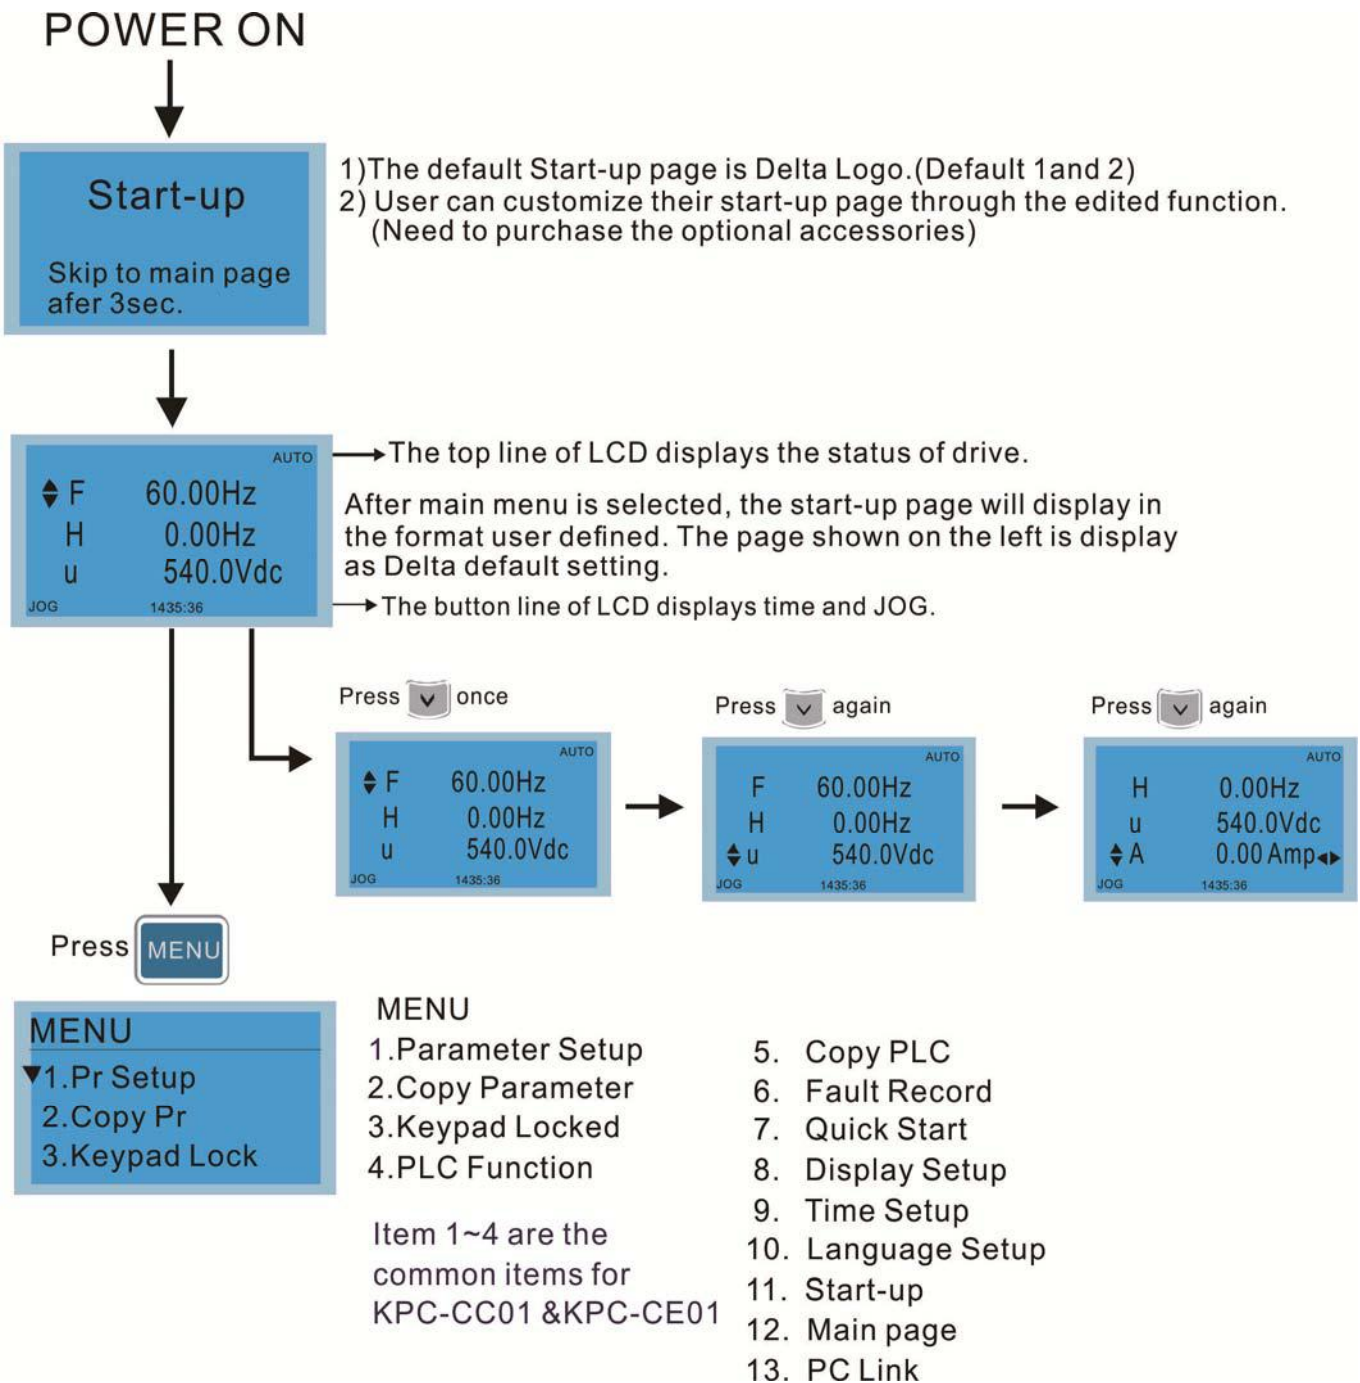 POWER ON
Start-up
Skip to main page
afer 3sec.
1)The default Start-up page is Delta Logo.(Default 1and 2)
2) User can customize their start-up page through the edited function.
(Need to purchase the optional accessories)
AUTO
F 60.00Hz
H 0.00Hz
u 540.0Vdc
JOG 1435:36
The top line of LCD displays the status of drive.
After main menu is selected, the start-up page will display in
the format user defined. The page shown on the left is display
as Delta default setting.
The button line of LCD displays time and JOG.
Press once
AUTO
F 60.00Hz
H 0.00Hz
u 540.0Vdc
JOG 1435:36
Press again
AUTO
F 60.00Hz
H 0.00Hz
u 540.0Vdc
JOG 1435:36
Press again
AUTO
H 0.00Hz
u 540.0Vdc
A 0.00 Amp
JOG 1435:36
Press MENU
MENU
1.Pr Setup
2.Copy Pr
3.Keypad Lock
MENU
1.Parameter Setup
2.Copy Parameter
3.Keypad Locked
4.PLC Function
Item 1~4 are the
common items for
KPC-CC01 &KPC-CE01
5. Copy PLC
6. Fault Record
7. Quick Start
8. Display Setup
9. Time Setup
10. Language Setup
11. Start-up
12. Main page
13. PC Link